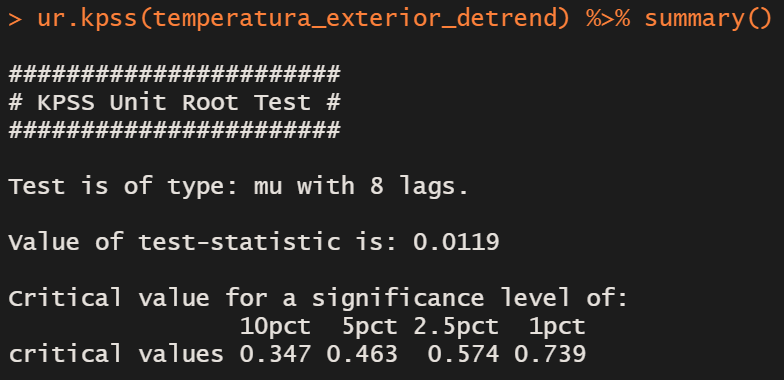 > ur.kpss(temperatura_exterior_detrend) %>% summary()
#######################
# KPSS Unit Root Test #
#######################
Test is of type: mu with 8 lags.
Value of test-statistic is: 0.0119
Critical value for a significance level of:
                10pct  5pct 2.5pct  1pct
critical values 0.347 0.463  0.574 0.739